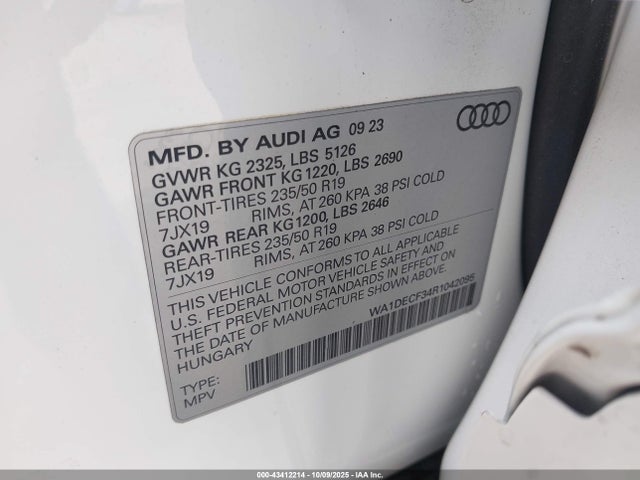 MFD. BY AUDI AG 09 23
GVWR KG 2325, LBS 5126
GAWR FRONT KG 1220, LBS 2690
FRONT-TIRES 235/50 R19
7JX19 RIMS, AT 260 KPA 38 PSI COLD
GAWR REAR KG 1200, LBS 2646
REAR-TIRES 235/50 R19
7JX19 RIMS, AT 260 KPA 38 PSI COLD
THIS VEHICLE CONFORMS TO ALL APPLICABLE
U.S. FEDERAL MOTOR VEHICLE SAFETY AND
THEFT PREVENTION STANDARDS IN EFFECT ON
THE DATE OF MANUFACTURE SHOWN ABOVE.
HUNGARY
WA1DECF34R1042095
TYPE:
MPV
000-43412214 | 10/09/2025 | IAA, Inc.